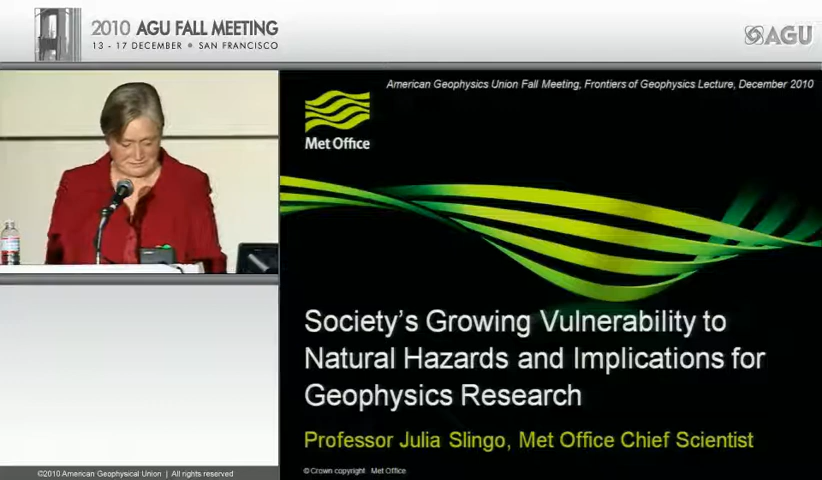 2010 AGU FALL MEETING
13 - 17 DECEMBER • SAN FRANCISCO
AGU
American Geophysics Union Fall Meeting, Frontiers of Geophysics Lecture, December 2010
Met Office
Society's Growing Vulnerability to
Natural Hazards and Implications for
Geophysics Research
Professor Julia Slingo, Met Office Chief Scientist
©2010 American Geophysical Union | All rights reserved
© Crown copyright Met Office